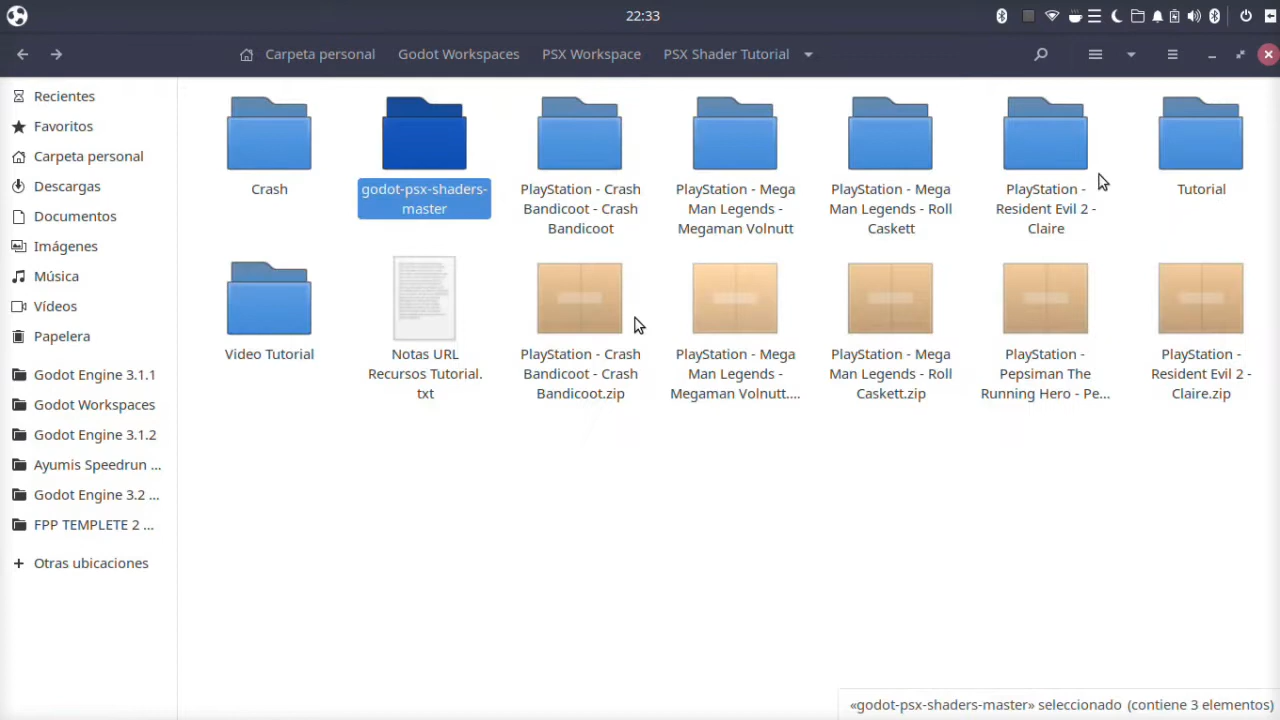 22:33
Carpeta personal
Godot Workspaces
PSX Workspace
PSX Shader Tutorial
Recientes
Favoritos
Carpeta personal
Descargas
Documentos
Imágenes
Música
Vídeos
Papelera
Godot Engine 3.1.1
Godot Workspaces
Godot Engine 3.1.2
Ayumis Speedrun ...
Godot Engine 3.2 ...
FPP TEMPLETE 2 ...
Otras ubicaciones
Crash
godot-psx-shaders-
master
PlayStation - Crash
Bandicoot - Crash
Bandicoot
PlayStation - Mega
Man Legends -
Megaman Volnutt
PlayStation - Mega
Man Legends - Roll
Caskett
PlayStation -
Resident Evil 2 -
Claire
Tutorial
Video Tutorial
Notas URL
Recursos Tutorial.
txt
PlayStation - Crash
Bandicoot - Crash
Bandicoot.zip
PlayStation - Mega
Man Legends -
Megaman Volnutt....
PlayStation - Mega
Man Legends - Roll
Caskett.zip
PlayStation -
Pepsiman The
Running Hero - Pe...
PlayStation -
Resident Evil 2 -
Claire.zip
«godot-psx-shaders-master» seleccionado (contiene 3 elementos)